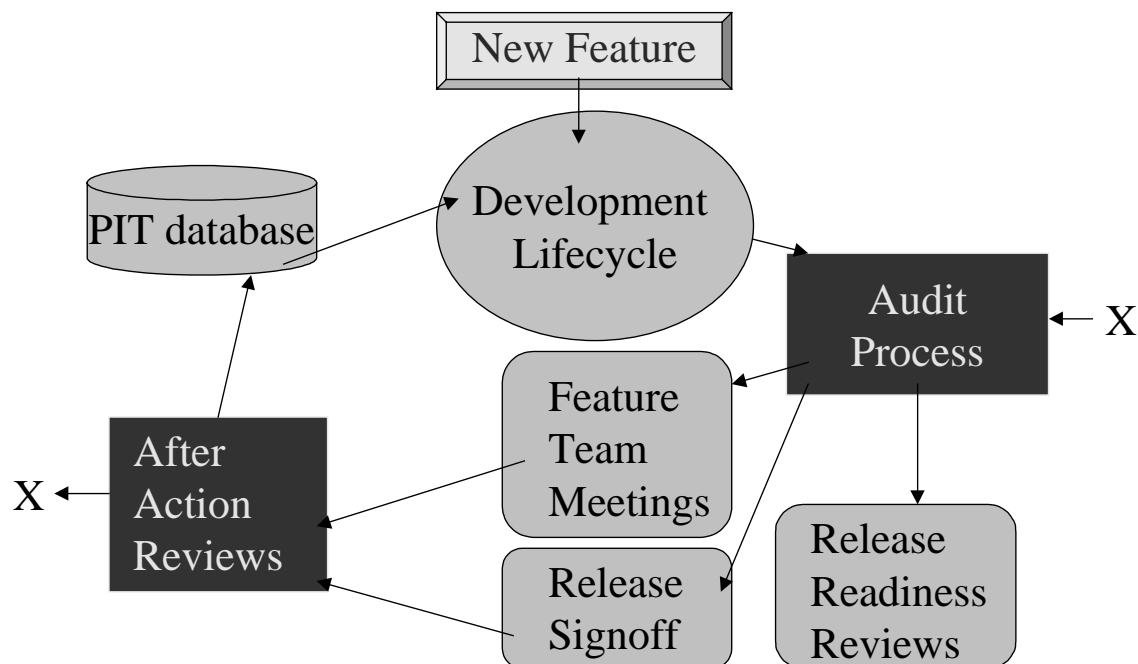 New Feature
PIT database
Development
Lifecycle
Audit
Process
X
Feature
Team
Meetings
After
Action
Reviews
X
Release
Signoff
Release
Readiness
Reviews